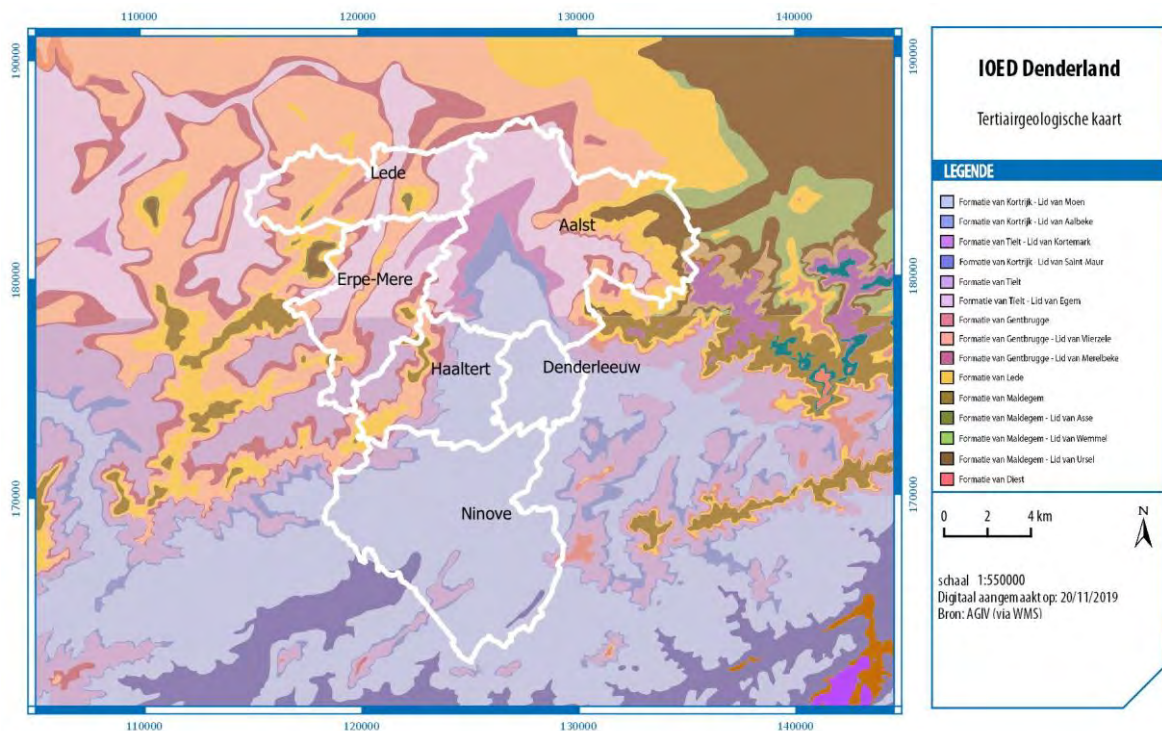 110000 120000 130000 140000
190000 190000
180000 180000
170000 170000
110000 120000 130000 140000
Lede
Aalst
Erpe-Mere
Haaltert
Denderleeuw
Ninove
IOED Denderland
Tertiairgeologische kaart
LEGENDE
Formatie van Kortrijk - Lid van Moen
Formatie van Kortrijk - Lid van Aalbeke
Formatie van Tielt - Lid van Kortemark
Formatie van Kortrijk - Lid van Saint Maur
Formatie van Tielt
Formatie van Tielt - Lid van Egem
Formatie van Gentbrugge
Formatie van Gentbrugge - Lid van Vlierzele
Formatie van Gentbrugge - Lid van Merelbeke
Formatie van Lede
Formatie van Maldegem
Formatie van Maldegem - Lid van Asse
Formatie van Maldegem - Lid van Wemmel
Formatie van Maldegem - Lid van Ursel
Formatie van Diest
0 2 4 km
N
schaal 1:550000
Digitaal aangemaakt op: 20/11/2019
Bron: AGIV (via WMS)